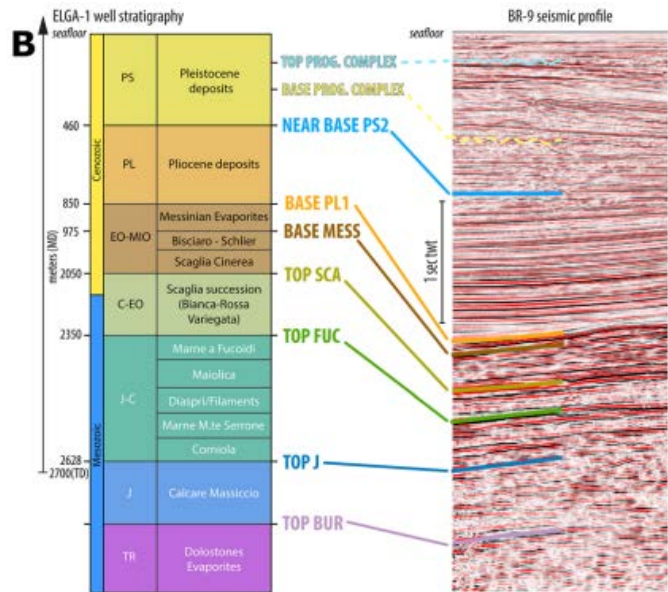 B
ELGA-1 well stratigraphy
BR-9 seismic profile
seafloor
seafloor
meters (MD)
Cenozoic
Mesozoic
460
850
975
2050
2350
2628
2700(TD)
PS
Pleistocene
deposits
PL
Pliocene deposits
EO-MIO
Messinian Evaporites
Bisciaro - Schlier
Scaglia Cinerea
C-EO
Scaglia succession
(Bianca-Rossa
Variegata)
J-C
Marne a Fucoidi
Maiolica
Diaspri/Filaments
Marne M.te Serrone
Corniola
J
Calcare Massiccio
TR
Dolostones
Evaporites
TOP PROG. COMPLEX
BASE PROG. COMPLEX
NEAR BASE PS2
BASE PL1
BASE MESS
TOP SCA
TOP FUC
TOP J
TOP BUR
1 sec twt